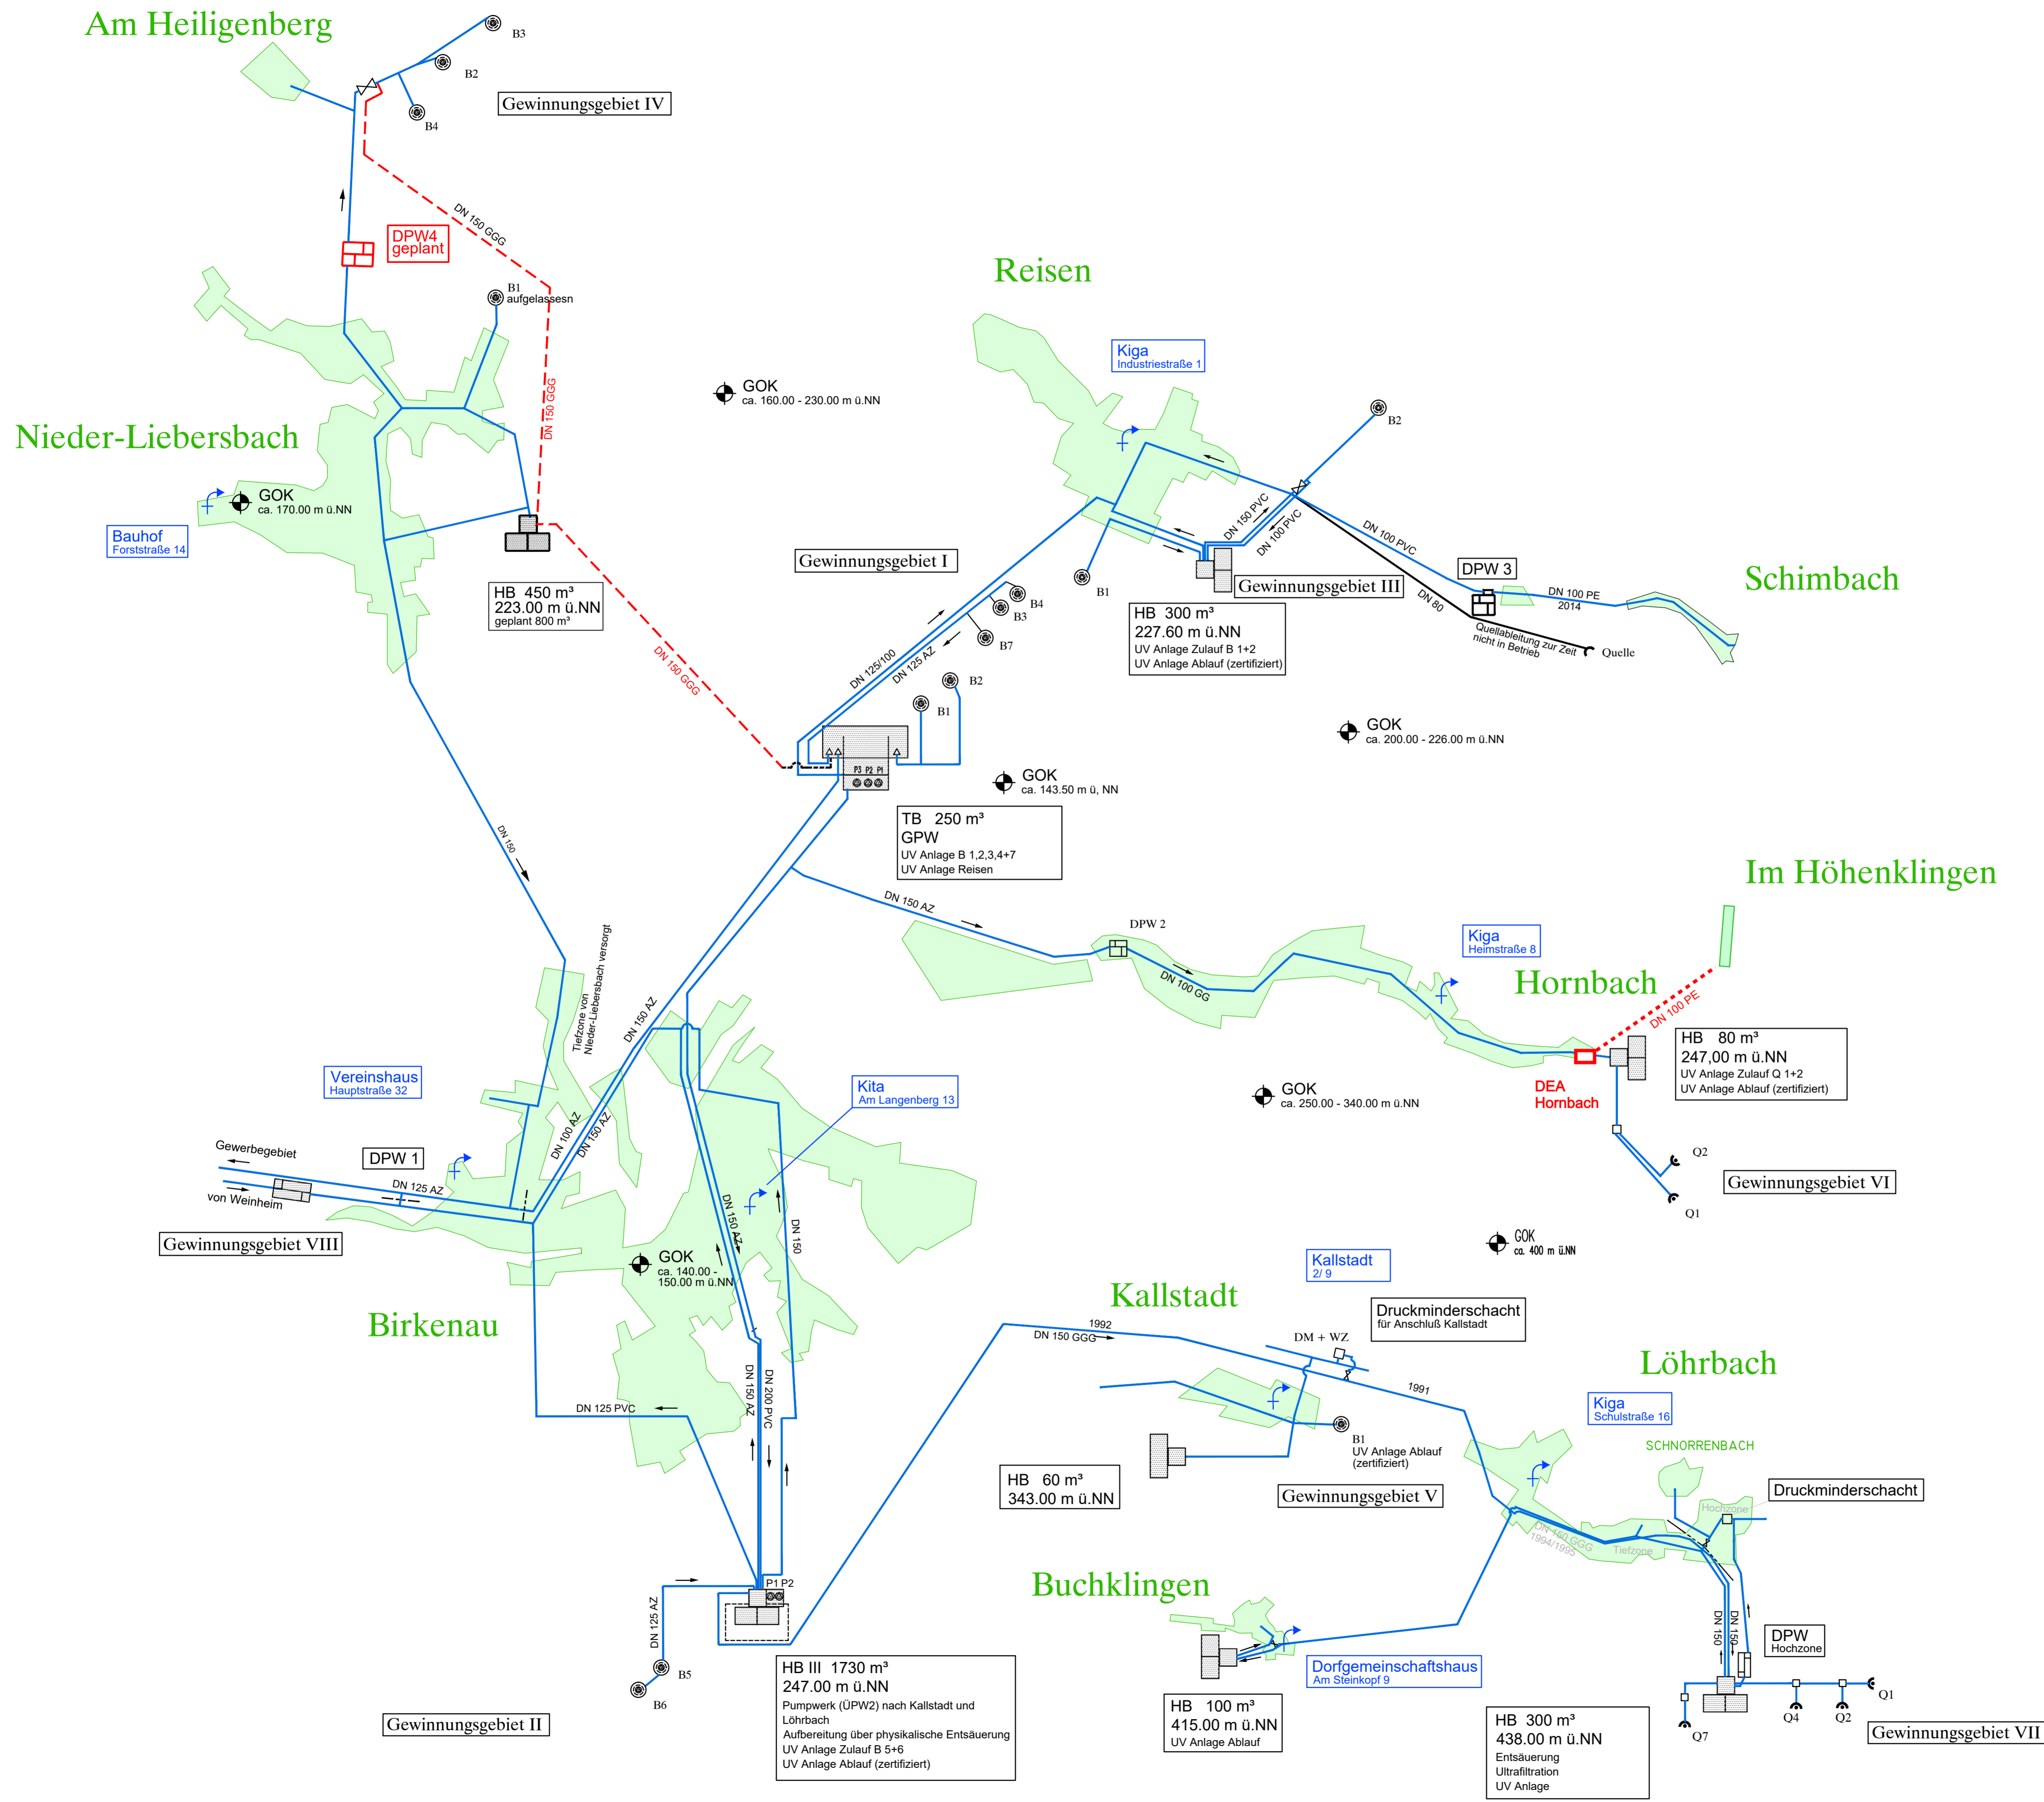 Am Heiligenberg
B3
B2
B4
Gewinnungsgebiet IV
DN 150 GGG
DPW4
geplant
B1
aufgelassesn
DN 150 GGG
Nieder-Liebersbach
GOK
ca. 170.00 m ü.NN
Bauhof
Forststraße 14
HB 450 m³
223.00 m ü.NN
geplant 800 m³
DN 150 GGG
GOK
ca. 160.00 - 230.00 m ü.NN
Reisen
Kiga
Industriestraße 1
B2
DN 150 PVC
DN 100 PVC
DN 100 PVC
Gewinnungsgebiet I
B1
Gewinnungsgebiet III
HB 300 m³
227.60 m ü.NN
UV Anlage Zulauf B 1+2
UV Anlage Ablauf (zertifiziert)
DPW 3
DN 80
DN 100 PE
2014
Schimbach
Quellableitung zur Zeit
nicht in Betrieb
Quelle
B4
B3
B7
DN 125/100
DN 125 AZ
B2
B1
GOK
ca. 200.00 - 226.00 m ü.NN
P3 P2 P1
GOK
ca. 143.50 m ü, NN
TB 250 m³
GPW
UV Anlage B 1,2,3,4+7
UV Anlage Reisen
DN 150
DN 150 AZ
DPW 2
DN 100 GG
Im Höhenklingen
Kiga
Heimstraße 8
Hornbach
DN 100 PE
HB 80 m³
247,00 m ü.NN
UV Anlage Zulauf Q 1+2
UV Anlage Ablauf (zertifiziert)
DEA
Hornbach
GOK
ca. 250.00 - 340.00 m ü.NN
Q2
Q1
Gewinnungsgebiet VI
Tiefzone von
NIeder-Liebersbach versorgt
DN 150 AZ
Vereinshaus
Hauptstraße 32
Kita
Am Langenberg 13
DN 100 AZ
DN 150 AZ
Gewerbegebiet
DPW 1
DN 125 AZ
von Weinheim
Gewinnungsgebiet VIII
DN 150 AZ
DN 150
GOK
ca. 140.00 -
150.00 m ü.NN
Birkenau
GOK
ca. 400 m ü.NN
Kallstadt
2/ 9
Kallstadt
Druckminderschacht
für Anschluß Kallstadt
1992
DN 150 GGG
DM + WZ
1991
Löhrbach
Kiga
Schulstraße 16
SCHNORRENBACH
Druckminderschacht
Hochzone
DN 150 GGG
1994/1995
Tiefzone
B1
UV Anlage Ablauf
(zertifiziert)
HB 60 m³
343.00 m ü.NN
Gewinnungsgebiet V
DN 125 PVC
DN 150 AZ
DN 200 PVC
Buchklingen
P1 P2
DN 125 AZ
B5
B6
Gewinnungsgebiet II
HB III 1730 m³
247.00 m ü.NN
Pumpwerk (ÜPW2) nach Kallstadt und
Löhrbach
Aufbereitung über physikalische Entsäuerung
UV Anlage Zulauf B 5+6
UV Anlage Ablauf (zertifiziert)
Dorfgemeinschaftshaus
Am Steinkopf 9
HB 100 m³
415.00 m ü.NN
UV Anlage Ablauf
DN 150
DN 150
DPW
Hochzone
Q1
Q4
Q2
Q7
Gewinnungsgebiet VII
HB 300 m³
438.00 m ü.NN
Entsäuerung
Ultrafiltration
UV Anlage